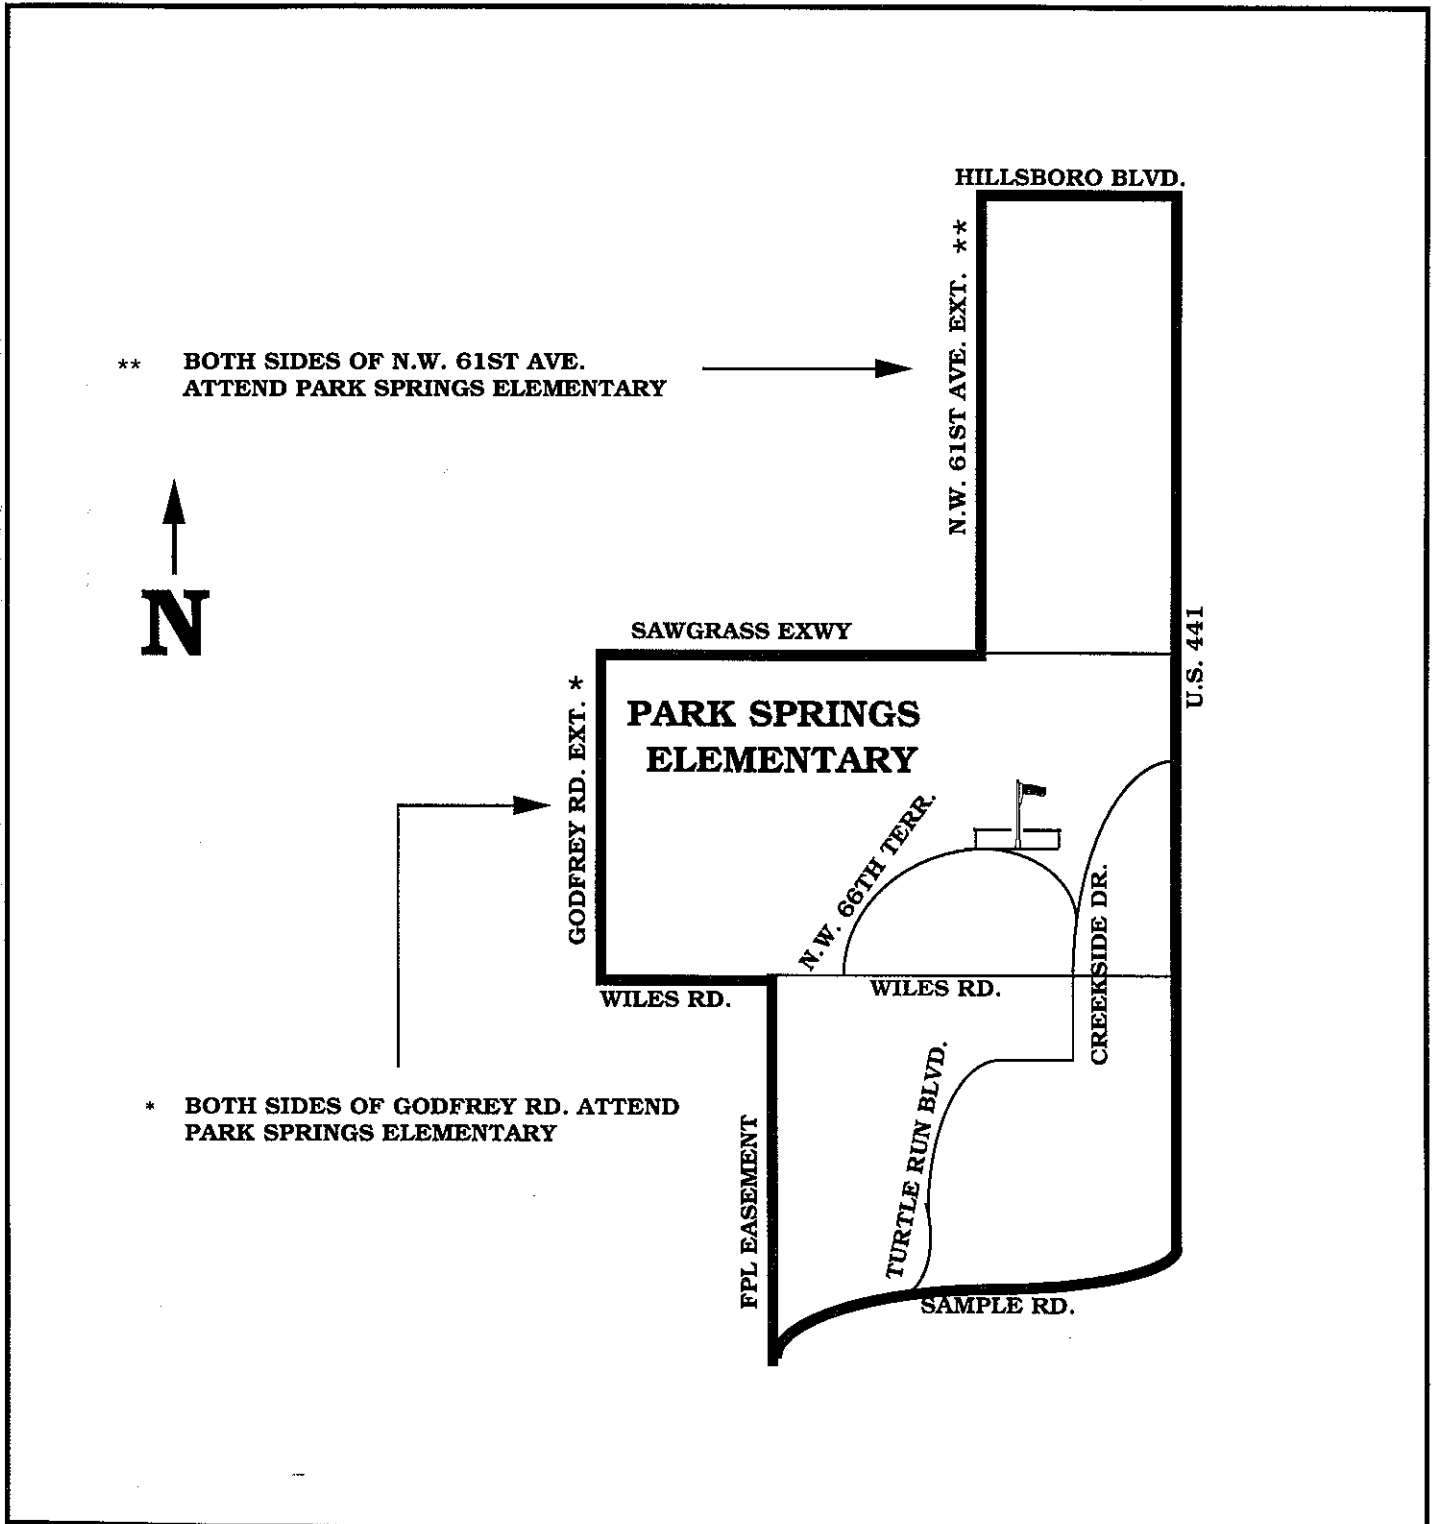 HILLSBORO BLVD.
N.W. 61ST AVE. EXT. **
** BOTH SIDES OF N.W. 61ST AVE.
ATTEND PARK SPRINGS ELEMENTARY
N
SAWGRASS EXWY
U.S. 441
GODFREY RD. EXT. *
PARK SPRINGS
ELEMENTARY
N.W. 66TH TERR.
CREEKSIDE DR.
WILES RD.
WILES RD.
TURTLE RUN BLVD.
* BOTH SIDES OF GODFREY RD. ATTEND
PARK SPRINGS ELEMENTARY
FPL EASEMENT
SAMPLE RD.